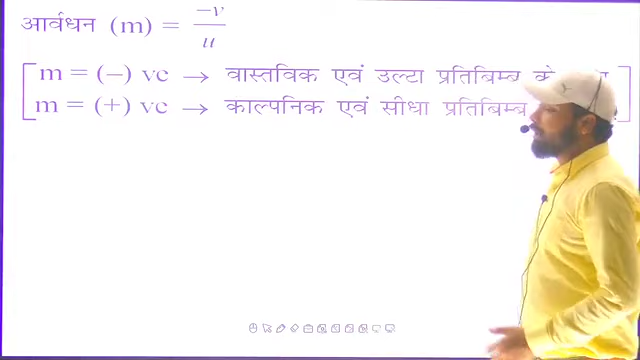 आर्वधन (m) = -v/u
m = (–) ve → वास्तविक एवं उल्टा प्रतिबिम्ब के
m = (+) ve → काल्पनिक एवं सीधा प्रतिबिम्ब